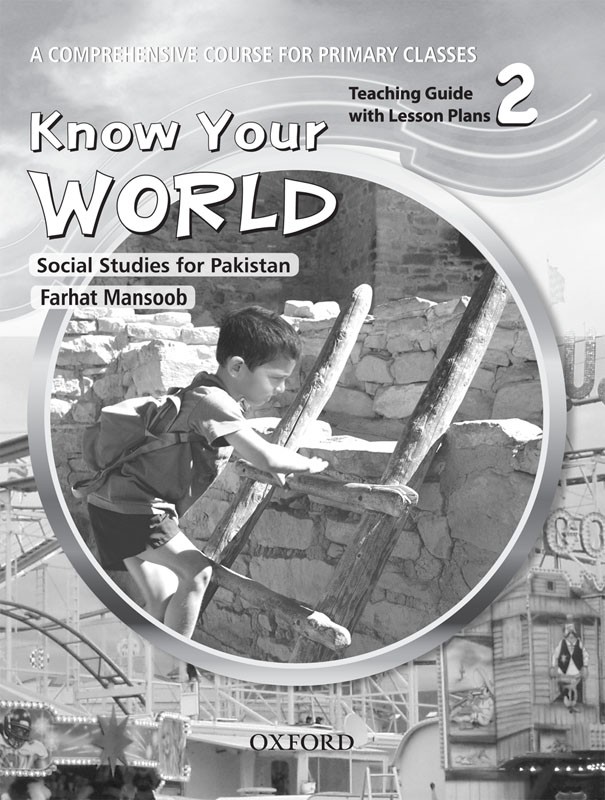 A COMPREHENSIVE COURSE FOR PRIMARY CLASSES
Teaching Guide
with Lesson Plans 2
Know Your
WORLD
Social Studies for Pakistan
Farhat Mansoob
GO
OXFORD